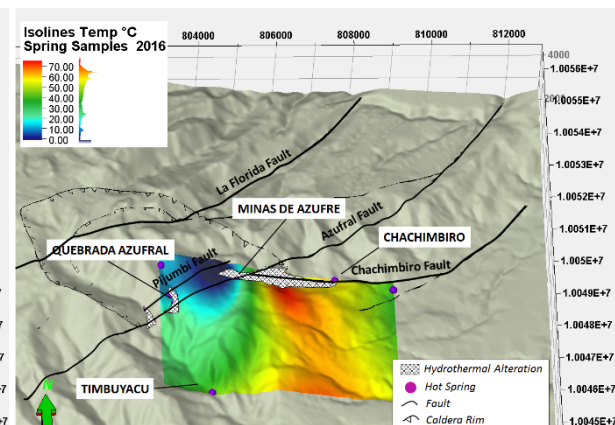 Isolines Temp °C
Spring Samples 2016
70.00
60.00
50.00
40.00
30.00
20.00
10.00
0.00
804000
806000
808000
810000
812000
4000
1.0056E+7
1.0055E+7
1.0054E+7
1.0053E+7
1.0052E+7
1.0051E+7
1.005E+7
1.0049E+7
1.0048E+7
1.0047E+7
1.0046E+7
1.0045E+7
La Florida Fault
MINAS DE AZUFRE
Azufral Fault
QUEBRADA AZUFRAL
CHACHIMBIRO
Pijumbi Fault
Chachimbiro Fault
TIMBUYACU
N
Hydrothermal Alteration
Hot Spring
Fault
Caldera Rim